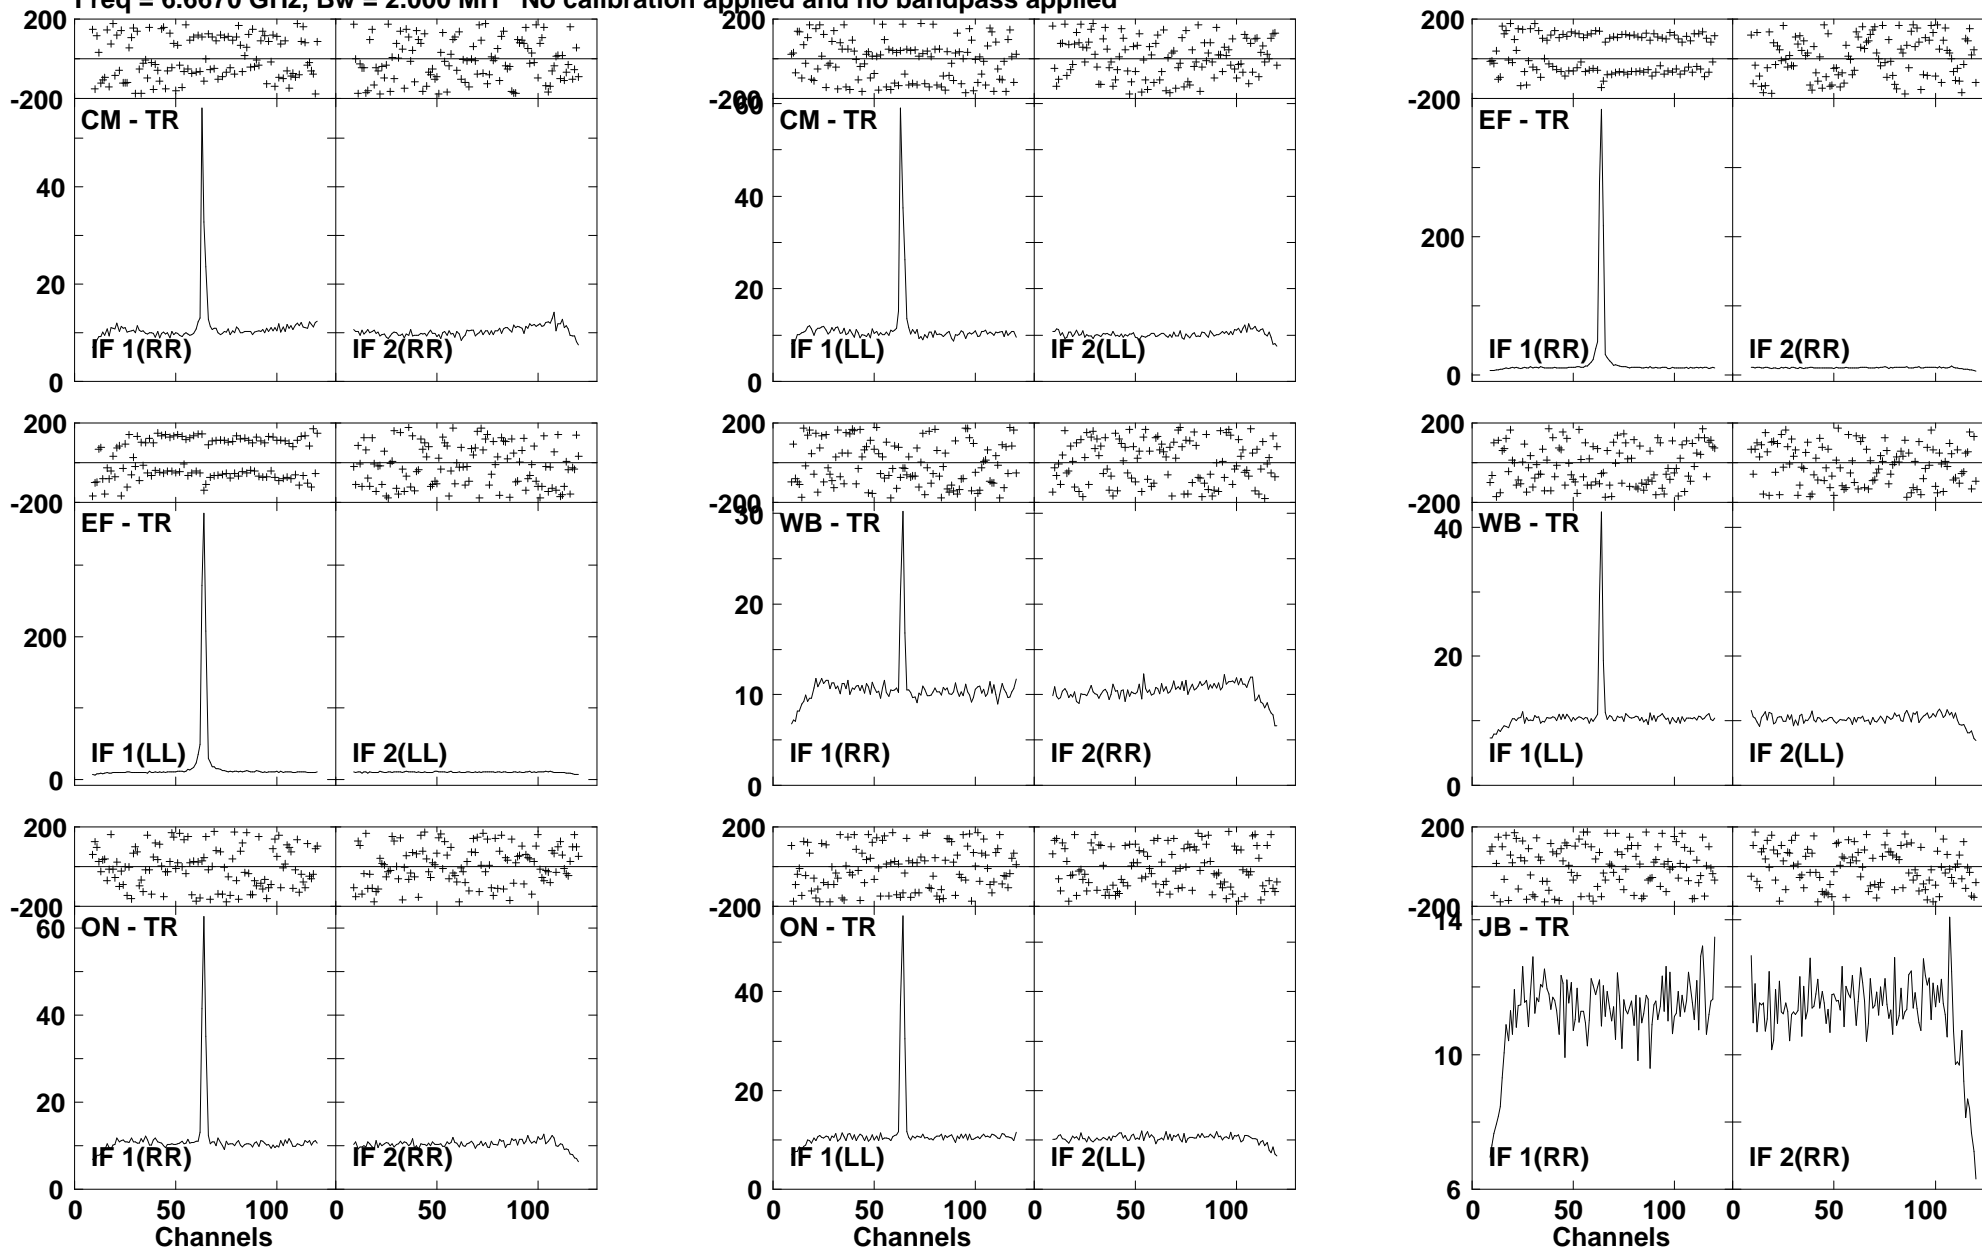 Freq = 6.6670 GHz, Bw = 2.000 MH No calibration applied and no bandpass applied
200 200 200
-200 -200 -200
60
CM - TR CM - TR EF - TR
40 40 200
20 20
IF 1(RR) IF 2(RR) IF 1(LL) IF 2(LL) IF 1(RR) IF 2(RR)
0 0 0
200 200 200
-200 -200 -200
30
EF - TR WB - TR WB - TR
40
200 20 20
10
IF 1(LL) IF 2(LL) IF 1(RR) IF 2(RR) IF 1(LL) IF 2(LL)
0 0 0
200 200 200
-200 -200 -200
60 14
ON - TR ON - TR JB - TR
40 40 10
20 20
IF 1(RR) IF 2(RR) IF 1(LL) IF 2(LL) IF 1(RR) IF 2(RR)
0 0 6
0 50 100 0 50 100 0 50 100 0 50 100 0 50 100 0 50 100
Channels Channels Channels